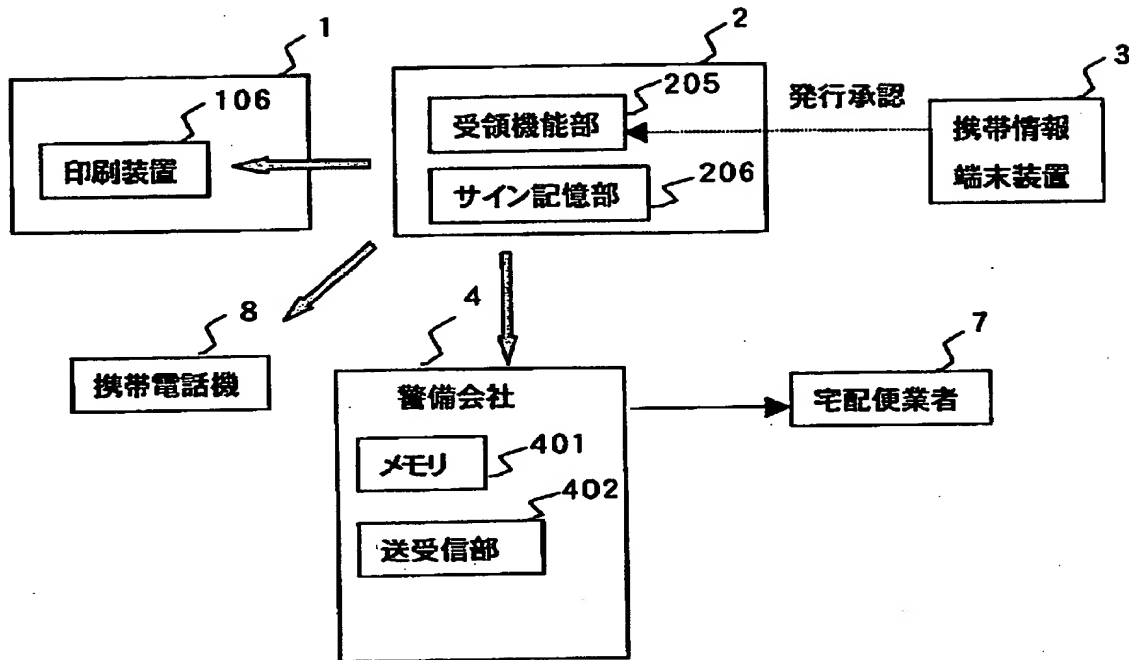 1
2
3
106
205
発行承認
印刷装置
受領機能部
サイン記憶部
206
携帯情報
端末装置
8
携帯電話機
4
7
警備会社
宅配便業者
メモリ
401
402
送受信部